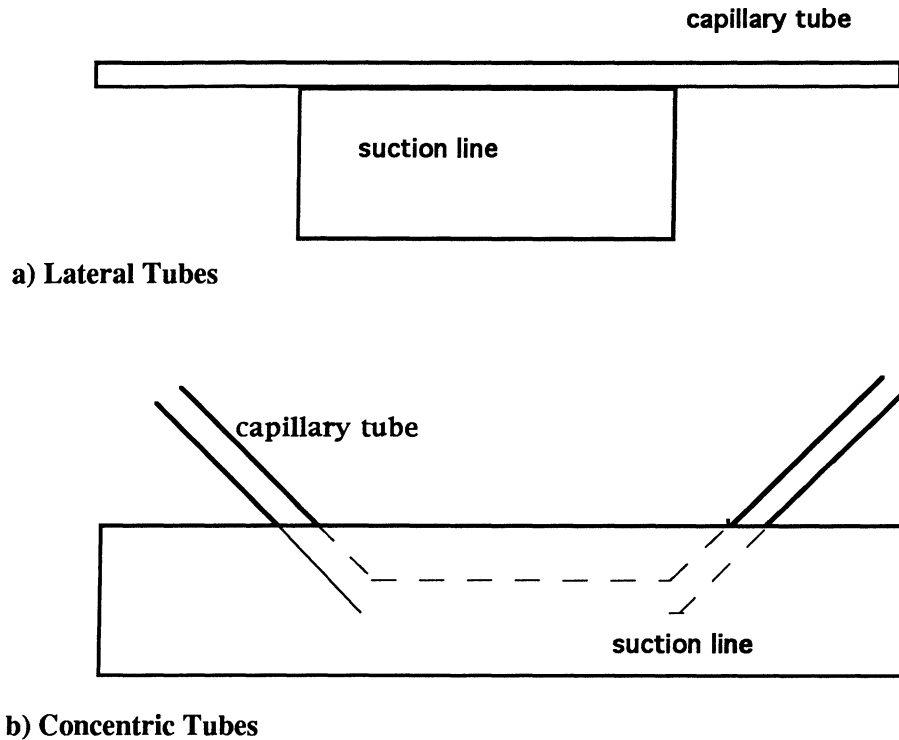 capillary tube
suction line
a) Lateral Tubes
capillary tube
suction line
b) Concentric Tubes